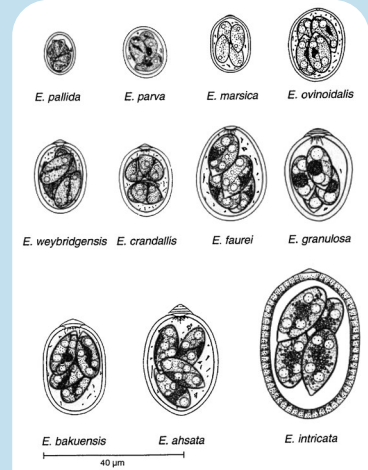 E. pallida E. parva E. marsica E. ovinoidalis
E. weybridgensis E. crandallis E. faurei E. granulosa
E. bakuensis E. ahsata E. intricata
40 µm